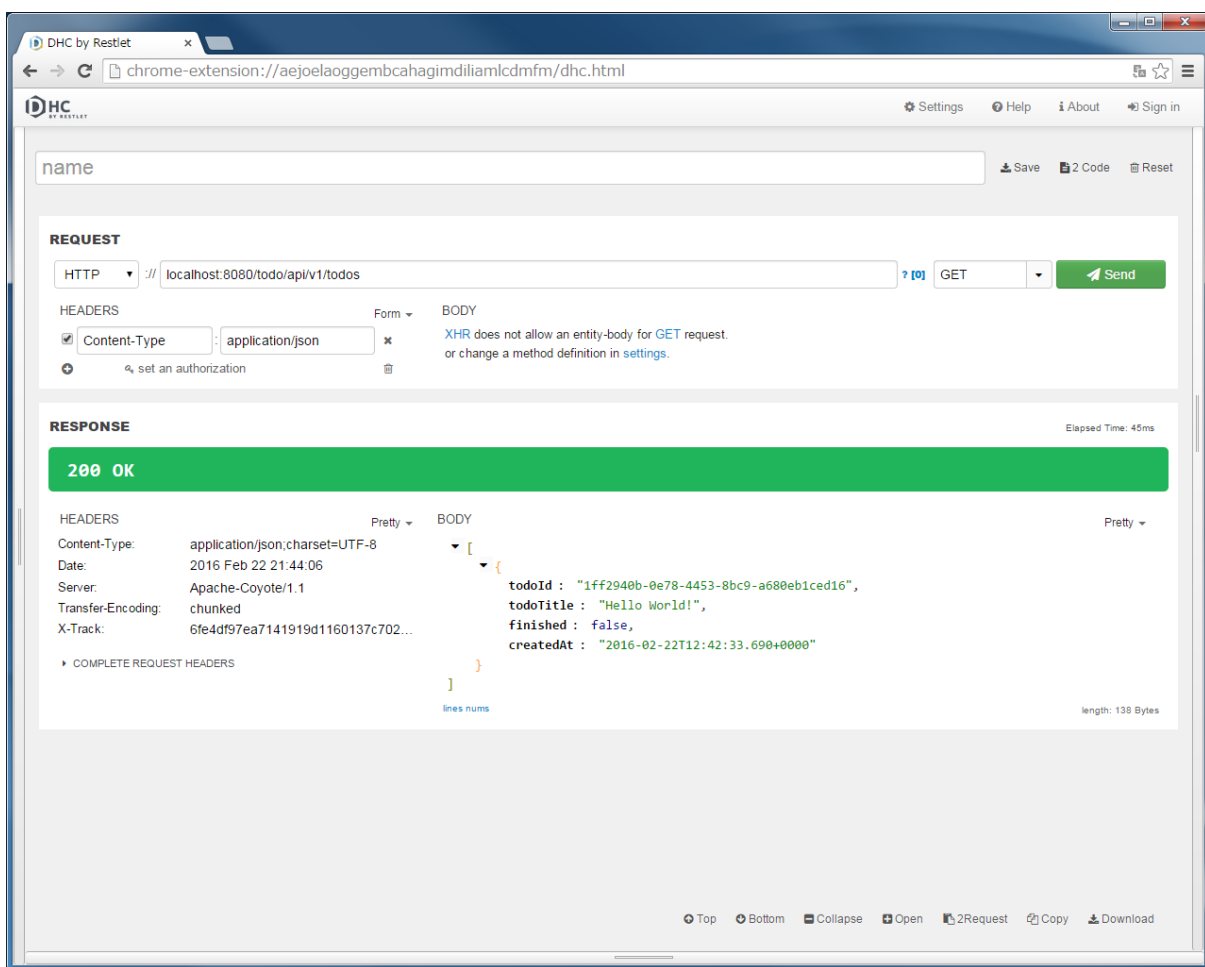 DHC by Restlet
chrome-extension://aejoelaoggembcahagimdiliamlcdmfm/dhc.html
DHC BY RESTLET Settings Help About Sign in
name Save 2 Code Reset
REQUEST
HTTP :// localhost:8080/todo/api/v1/todos ? [0] GET Send
HEADERS Form BODY
Content-Type : application/json XHR does not allow an entity-body for GET request.
or change a method definition in settings.
set an authorization
RESPONSE Elapsed Time: 45ms
200 OK
HEADERS Pretty BODY Pretty
Content-Type: application/json;charset=UTF-8 [
Date: 2016 Feb 22 21:44:06 {
Server: Apache-Coyote/1.1 todoId : "1ff2940b-0e78-4453-8bc9-a680eb1ced16",
Transfer-Encoding: chunked todoTitle : "Hello World!",
X-Track: 6fe4df97ea7141919d1160137c702... finished : false,
createdAt : "2016-02-22T12:42:33.690+0000"
COMPLETE REQUEST HEADERS }
]
lines nums length: 138 Bytes
Top Bottom Collapse Open 2Request Copy Download